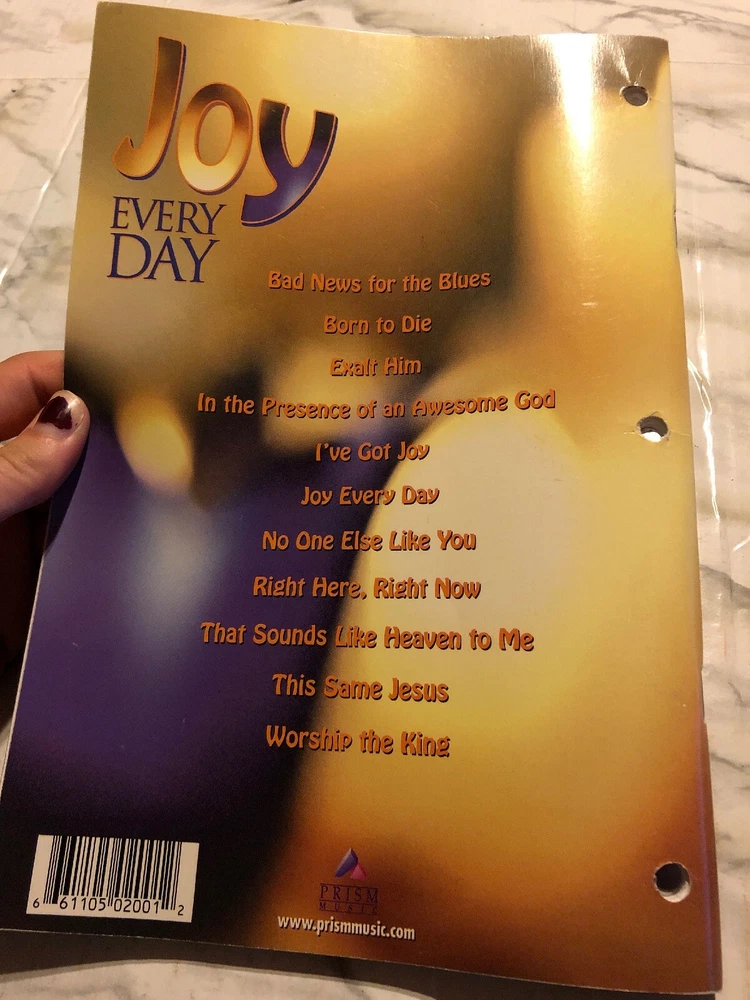 Joy
EVERY
DAY
Bad News for the Blues
Born to Die
Exalt Him
In the Presence of an Awesome God
I've Got Joy
Joy Every Day
No One Else Like You
Right Here, Right Now
That Sounds Like Heaven to Me
This Same Jesus
Worship the King
6 61105 02001 2
PRISM
MUSIC
www.prismmusic.com